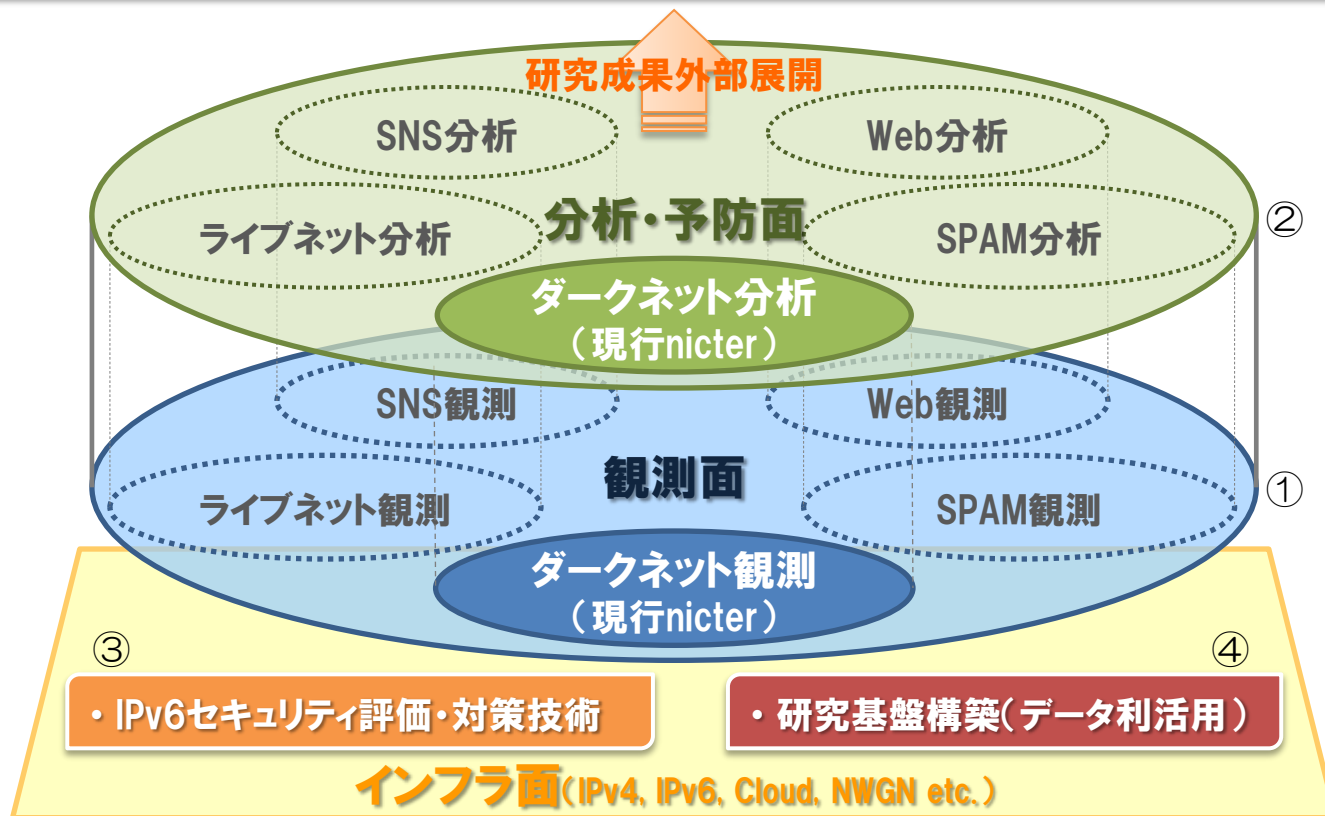 研究成果外部展開
SNS分析
Web分析
分析・予防面
ライブネット分析
SPAM分析
②
ダークネット分析
(現行nicter)
SNS観測
Web観測
観測面
ライブネット観測
SPAM観測
①
ダークネット観測
(現行nicter)
③
④
・IPv6セキュリティ評価・対策技術
・研究基盤構築(データ利活用)
インフラ面(IPv4, IPv6, Cloud, NWGN etc.)